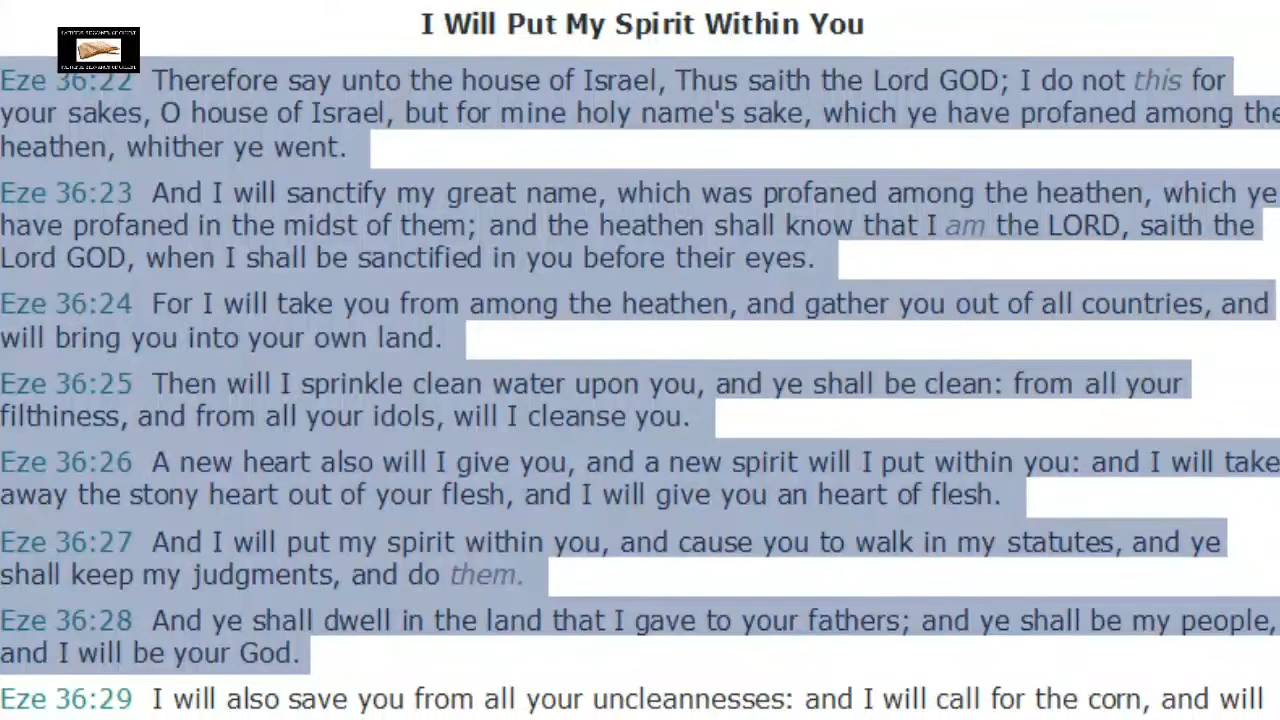 I Will Put My Spirit Within You
Eze 36:22 Therefore say unto the house of Israel, Thus saith the Lord GOD; I do not this for
your sakes, O house of Israel, but for mine holy name's sake, which ye have profaned among the
heathen, whither ye went.
Eze 36:23 And I will sanctify my great name, which was profaned among the heathen, which ye
have profaned in the midst of them; and the heathen shall know that I am the LORD, saith the
Lord GOD, when I shall be sanctified in you before their eyes.
Eze 36:24 For I will take you from among the heathen, and gather you out of all countries, and
will bring you into your own land.
Eze 36:25 Then will I sprinkle clean water upon you, and ye shall be clean: from all your
filthiness, and from all your idols, will I cleanse you.
Eze 36:26 A new heart also will I give you, and a new spirit will I put within you: and I will take
away the stony heart out of your flesh, and I will give you an heart of flesh.
Eze 36:27 And I will put my spirit within you, and cause you to walk in my statutes, and ye
shall keep my judgments, and do them.
Eze 36:28 And ye shall dwell in the land that I gave to your fathers; and ye shall be my people,
and I will be your God.
Eze 36:29 I will also save you from all your uncleannesses: and I will call for the corn, and will